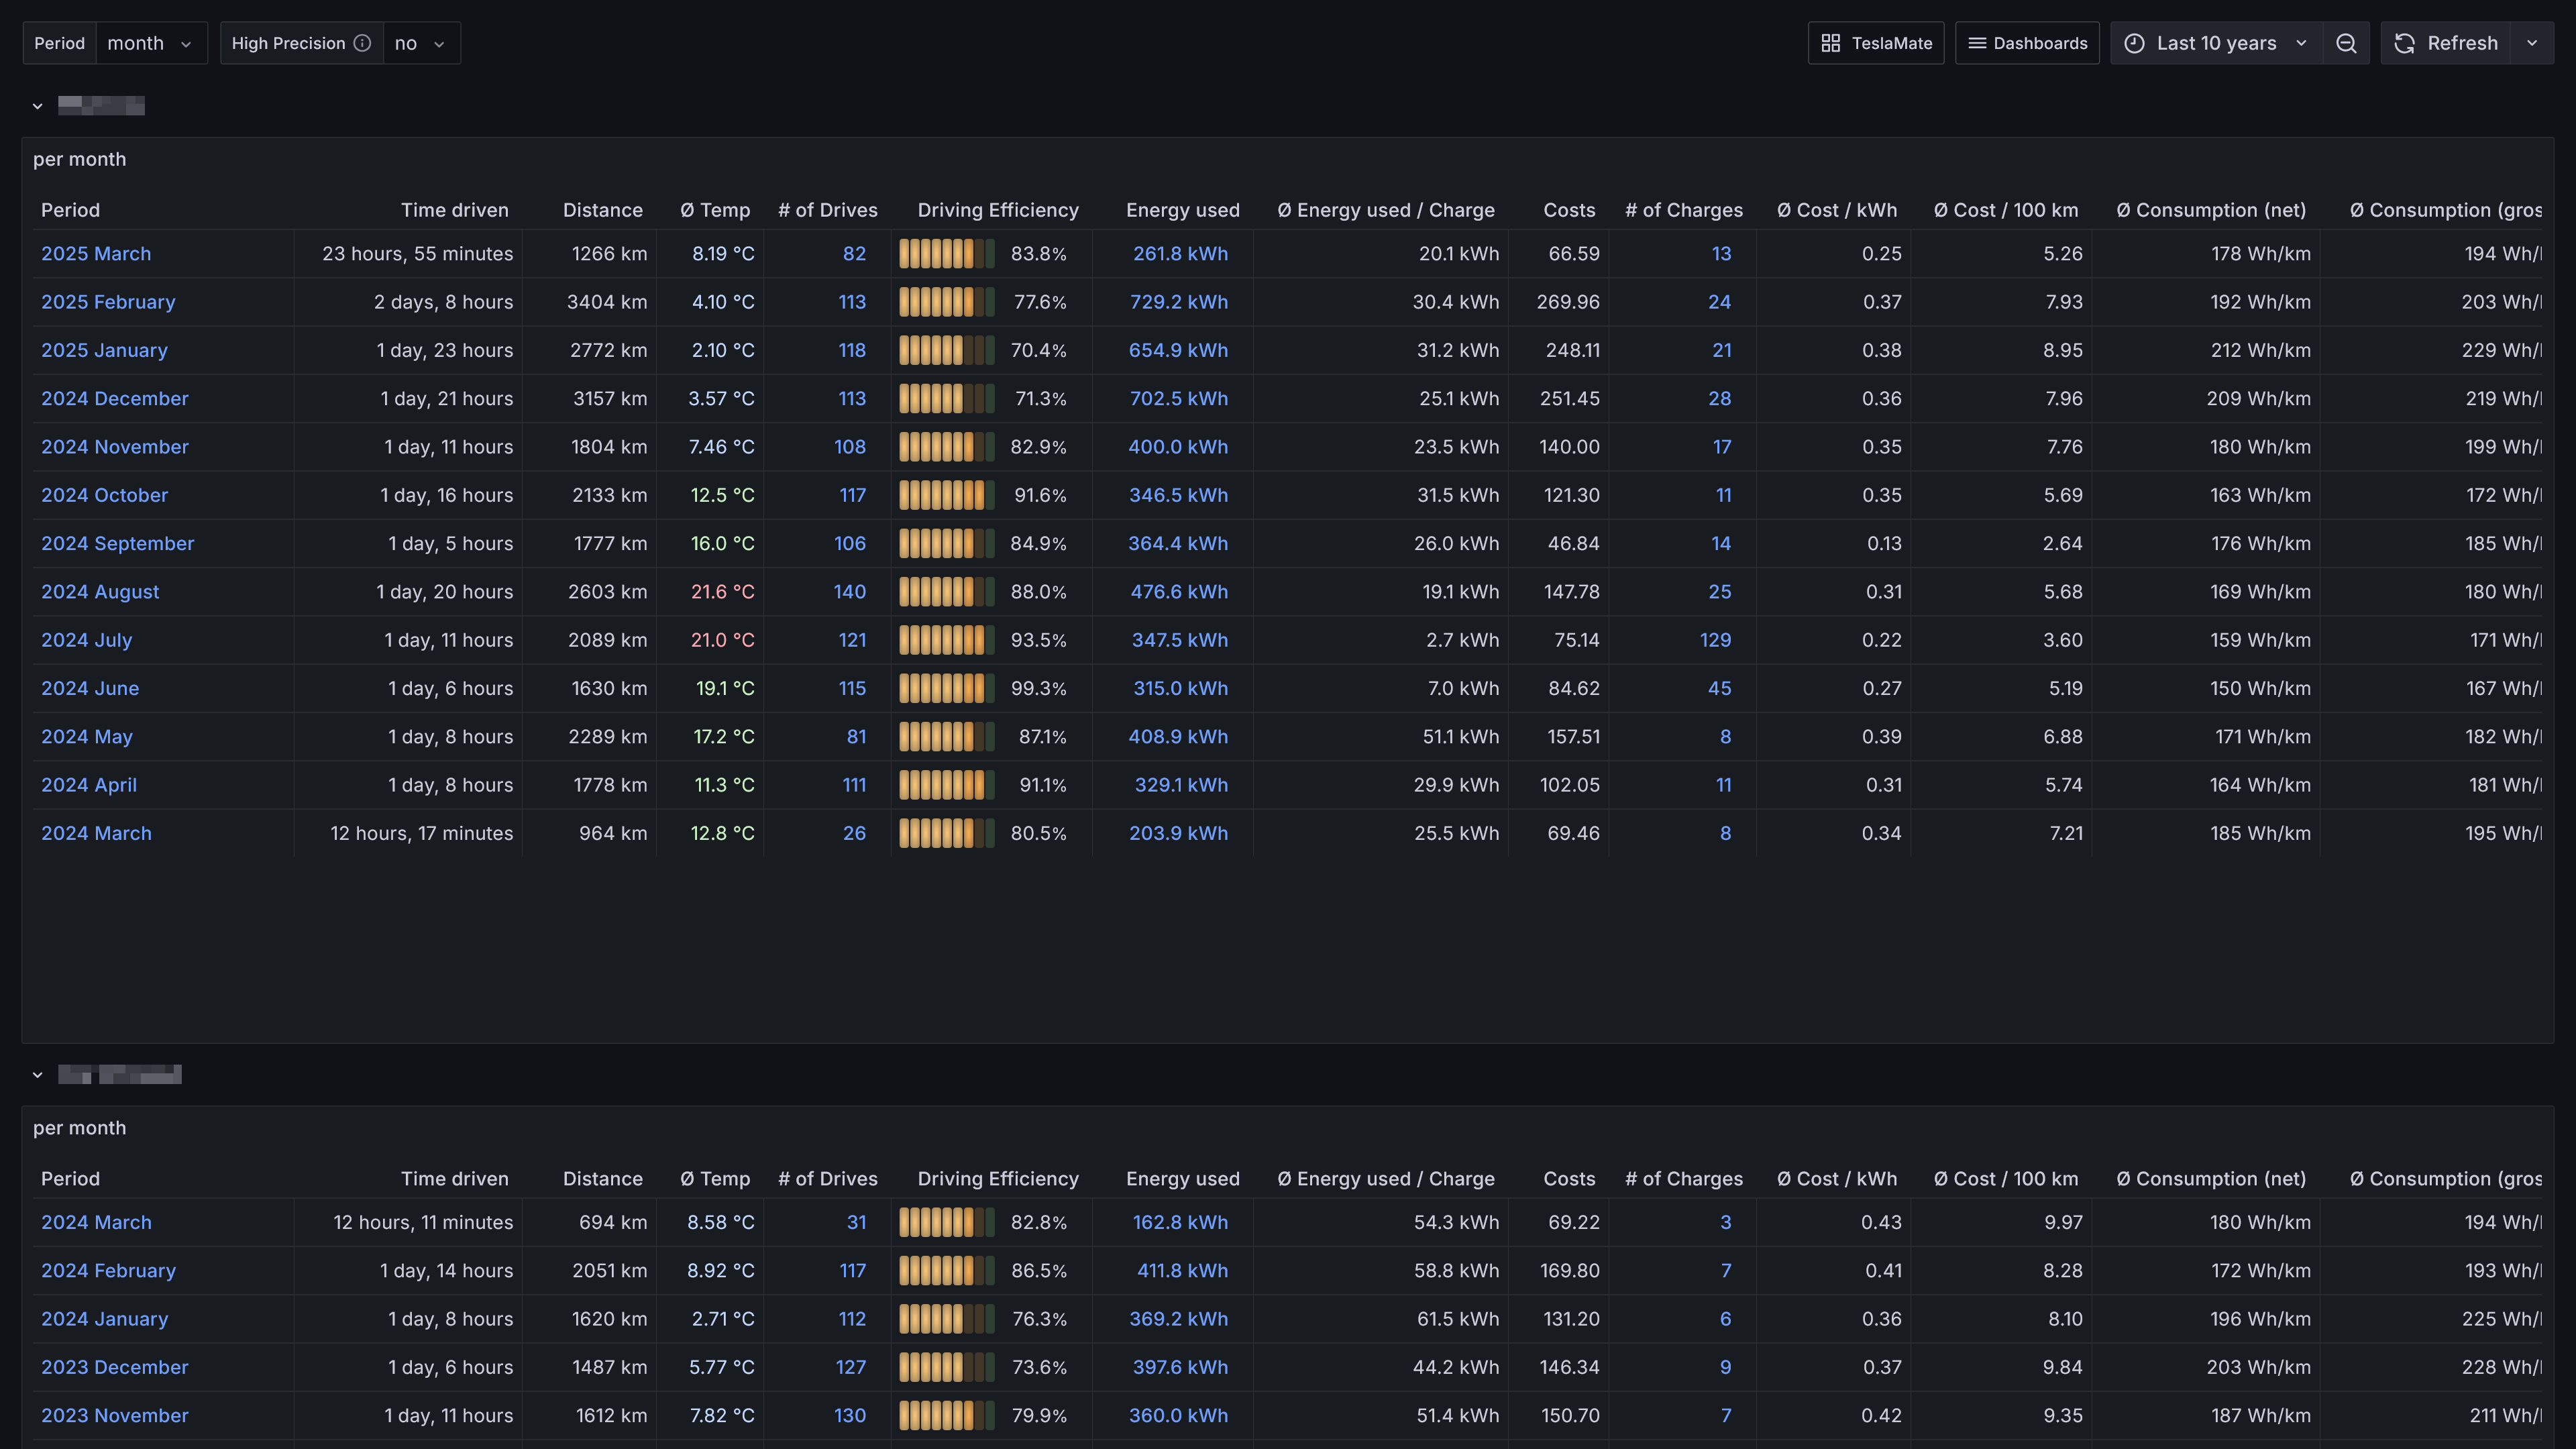 Period month High Precision no TeslaMate Dashboards Last 10 years Refresh
per month
Period Time driven Distance Ø Temp # of Drives Driving Efficiency Energy used Ø Energy used / Charge Costs # of Charges Ø Cost / kWh Ø Cost / 100 km Ø Consumption (net) Ø Consumption (gros
2025 March 23 hours, 55 minutes 1266 km 8.19 °C 82 83.8% 261.8 kWh 20.1 kWh 66.59 13 0.25 5.26 178 Wh/km 194 Wh/
2025 February 2 days, 8 hours 3404 km 4.10 °C 113 77.6% 729.2 kWh 30.4 kWh 269.96 24 0.37 7.93 192 Wh/km 203 Wh/
2025 January 1 day, 23 hours 2772 km 2.10 °C 118 70.4% 654.9 kWh 31.2 kWh 248.11 21 0.38 8.95 212 Wh/km 229 Wh/
2024 December 1 day, 21 hours 3157 km 3.57 °C 113 71.3% 702.5 kWh 25.1 kWh 251.45 28 0.36 7.96 209 Wh/km 219 Wh/
2024 November 1 day, 11 hours 1804 km 7.46 °C 108 82.9% 400.0 kWh 23.5 kWh 140.00 17 0.35 7.76 180 Wh/km 199 Wh/
2024 October 1 day, 16 hours 2133 km 12.5 °C 117 91.6% 346.5 kWh 31.5 kWh 121.30 11 0.35 5.69 163 Wh/km 172 Wh/
2024 September 1 day, 5 hours 1777 km 16.0 °C 106 84.9% 364.4 kWh 26.0 kWh 46.84 14 0.13 2.64 176 Wh/km 185 Wh/
2024 August 1 day, 20 hours 2603 km 21.6 °C 140 88.0% 476.6 kWh 19.1 kWh 147.78 25 0.31 5.68 169 Wh/km 180 Wh/
2024 July 1 day, 11 hours 2089 km 21.0 °C 121 93.5% 347.5 kWh 2.7 kWh 75.14 129 0.22 3.60 159 Wh/km 171 Wh/
2024 June 1 day, 6 hours 1630 km 19.1 °C 115 99.3% 315.0 kWh 7.0 kWh 84.62 45 0.27 5.19 150 Wh/km 167 Wh/
2024 May 1 day, 8 hours 2289 km 17.2 °C 81 87.1% 408.9 kWh 51.1 kWh 157.51 8 0.39 6.88 171 Wh/km 182 Wh/
2024 April 1 day, 8 hours 1778 km 11.3 °C 111 91.1% 329.1 kWh 29.9 kWh 102.05 11 0.31 5.74 164 Wh/km 181 Wh/
2024 March 12 hours, 17 minutes 964 km 12.8 °C 26 80.5% 203.9 kWh 25.5 kWh 69.46 8 0.34 7.21 185 Wh/km 195 Wh/
per month
Period Time driven Distance Ø Temp # of Drives Driving Efficiency Energy used Ø Energy used / Charge Costs # of Charges Ø Cost / kWh Ø Cost / 100 km Ø Consumption (net) Ø Consumption (gros
2024 March 12 hours, 11 minutes 694 km 8.58 °C 31 82.8% 162.8 kWh 54.3 kWh 69.22 3 0.43 9.97 180 Wh/km 194 Wh/
2024 February 1 day, 14 hours 2051 km 8.92 °C 117 86.5% 411.8 kWh 58.8 kWh 169.80 7 0.41 8.28 172 Wh/km 193 Wh/
2024 January 1 day, 8 hours 1620 km 2.71 °C 112 76.3% 369.2 kWh 61.5 kWh 131.20 6 0.36 8.10 196 Wh/km 225 Wh/
2023 December 1 day, 6 hours 1487 km 5.77 °C 127 73.6% 397.6 kWh 44.2 kWh 146.34 9 0.37 9.84 203 Wh/km 228 Wh/
2023 November 1 day, 11 hours 1612 km 7.82 °C 130 79.9% 360.0 kWh 51.4 kWh 150.70 7 0.42 9.35 187 Wh/km 211 Wh/